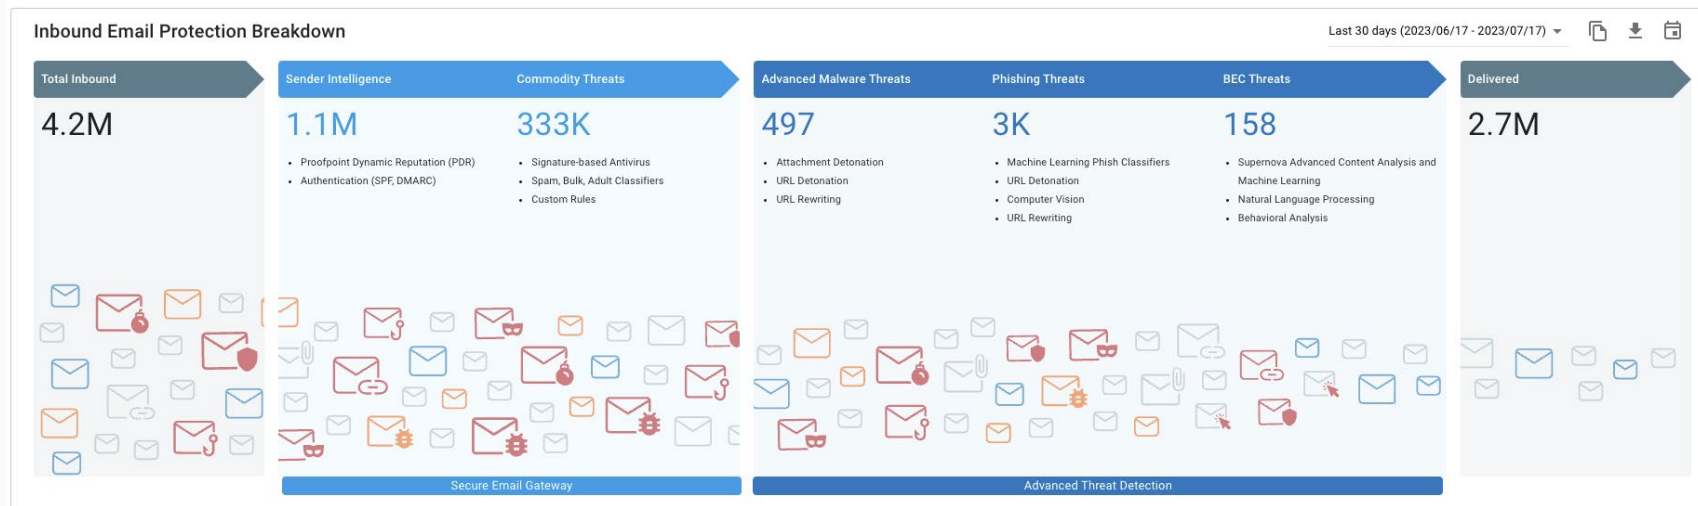 Inbound Email Protection Breakdown
Last 30 days (2023/06/17 - 2023/07/17)
Total Inbound
4.2M
Sender Intelligence
1.1M
• Proofpoint Dynamic Reputation (PDR)
• Authentication (SPF, DMARC)
Commodity Threats
333K
• Signature-based Antivirus
• Spam, Bulk, Adult Classifiers
• Custom Rules
Secure Email Gateway
Advanced Malware Threats
497
• Attachment Detonation
• URL Detonation
• URL Rewriting
Phishing Threats
3K
• Machine Learning Phish Classifiers
• URL Detonation
• Computer Vision
• URL Rewriting
BEC Threats
158
• Supernova Advanced Content Analysis and
Machine Learning
• Natural Language Processing
• Behavioral Analysis
Advanced Threat Detection
Delivered
2.7M